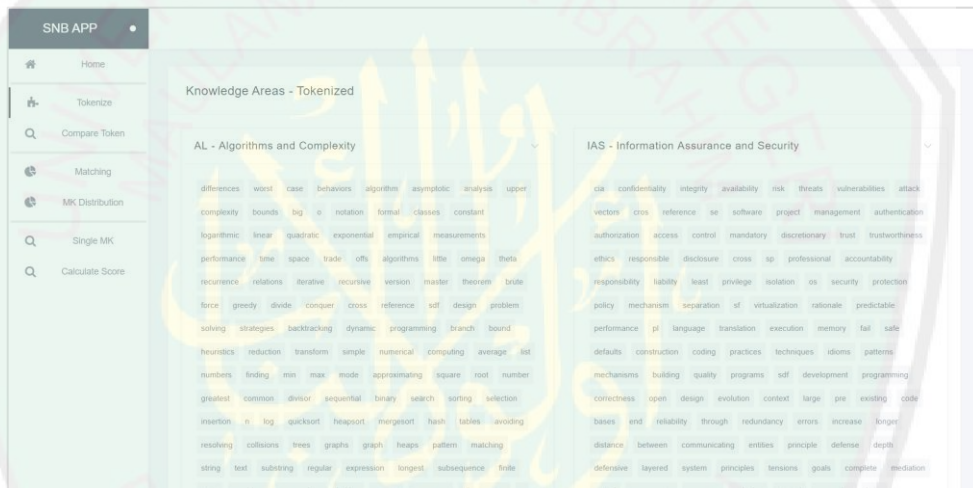 SNB APP
Home
Tokenize
Compare Token
Matching
MK Distribution
Single MK
Calculate Score
Knowledge Areas - Tokenized
AL - Algorithms and Complexity
differences worst case behaviors algorithm asymptotic analysis upper
complexity bounds big o notation formal classes constant
logarithmic linear quadratic exponential empirical measurements
performance time space trade offs algorithms little omega theta
recurrence relations iterative recursive version master theorem brute
force greedy divide conquer cross reference sdf design problem
solving strategies backtracking dynamic programming branch bound
heuristics reduction transform simple numerical computing average list
numbers finding min max mode approximating square root number
greatest common divisor sequential binary search sorting selection
insertion n log quicksort heapsort mergesort hash tables avoiding
resolving collisions trees graphs graph heaps pattern matching
string text substring regular expression longest subsequence finite
IAS - Information Assurance and Security
cia confidentiality integrity availability risk threats vulnerabilities attack
vectors cros reference se software project management authentication
authorization access control mandatory discretionary trust trustworthiness
ethics responsible disclosure cross sp professional accountability
responsibility liability least privilege isolation os security protection
policy mechanism separation sf virtualization rationale predictable
performance pl language translation execution memory fail safe
defaults construction coding practices techniques idioms patterns
mechanisms building quality programs sdf development programming
correctness open design evolution context large pre existing code
bases end reliability through redundancy errors increase longer
distance between communicating entities principle defense depth
defensive layered system principles tensions goals complete mediation